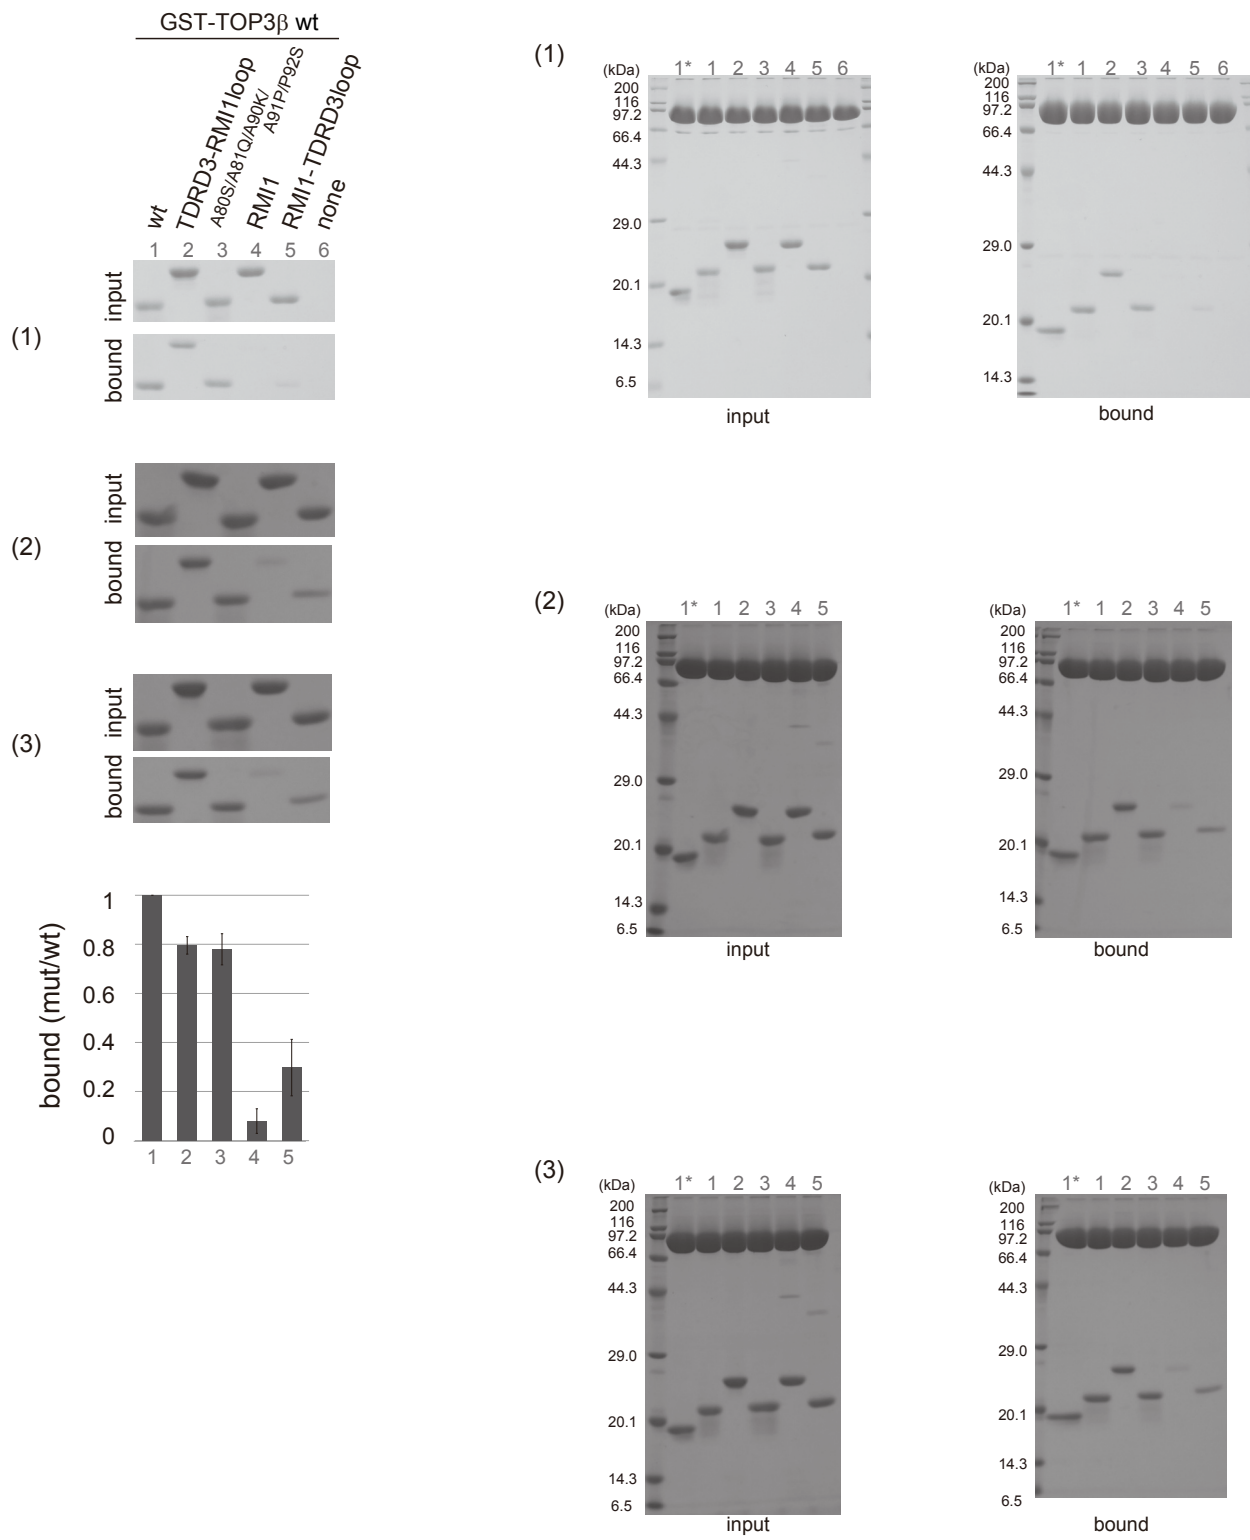 GST-TOP3β wt
wt
TDRD3-RMI1loop
A80S/A81Q/A90K/
A91P/P92S
RMI1
RMI1-TDRD3loop
none
1 2 3 4 5 6
(1)
input
bound
(2)
input
bound
(3)
input
bound
bound (mut/wt)
1
0.8
0.6
0.4
0.2
0
1 2 3 4 5
(1)
(kDa) 1* 1 2 3 4 5 6
200
116
97.2
66.4
44.3
29.0
20.1
14.3
6.5
input
(kDa) 1* 1 2 3 4 5 6
200
116
97.2
66.4
44.3
29.0
20.1
14.3
bound
(2)
(kDa) 1* 1 2 3 4 5
200
116
97.2
66.4
44.3
29.0
20.1
14.3
6.5
input
(kDa) 1* 1 2 3 4 5
200
116
97.2
66.4
44.3
29.0
20.1
14.3
6.5
bound
(3)
(kDa) 1* 1 2 3 4 5
200
116
97.2
66.4
44.3
29.0
20.1
14.3
6.5
input
(kDa) 1* 1 2 3 4 5
200
116
97.2
66.4
44.3
29.0
20.1
14.3
6.5
bound